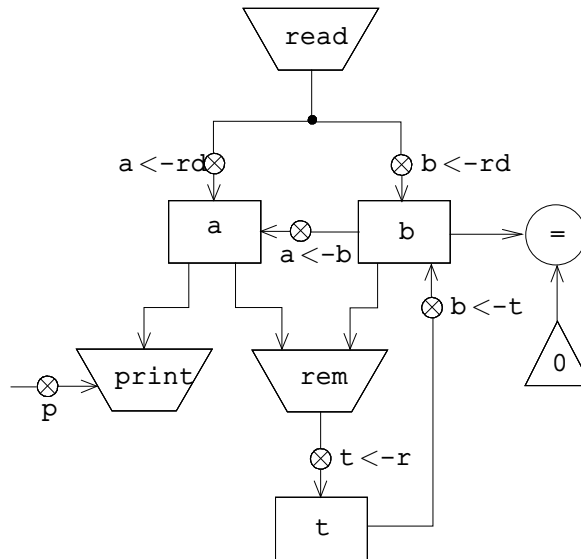 read
a<-rd
b<-rd
a
b
=
a<-b
b<-t
print
rem
0
p
t<-r
t